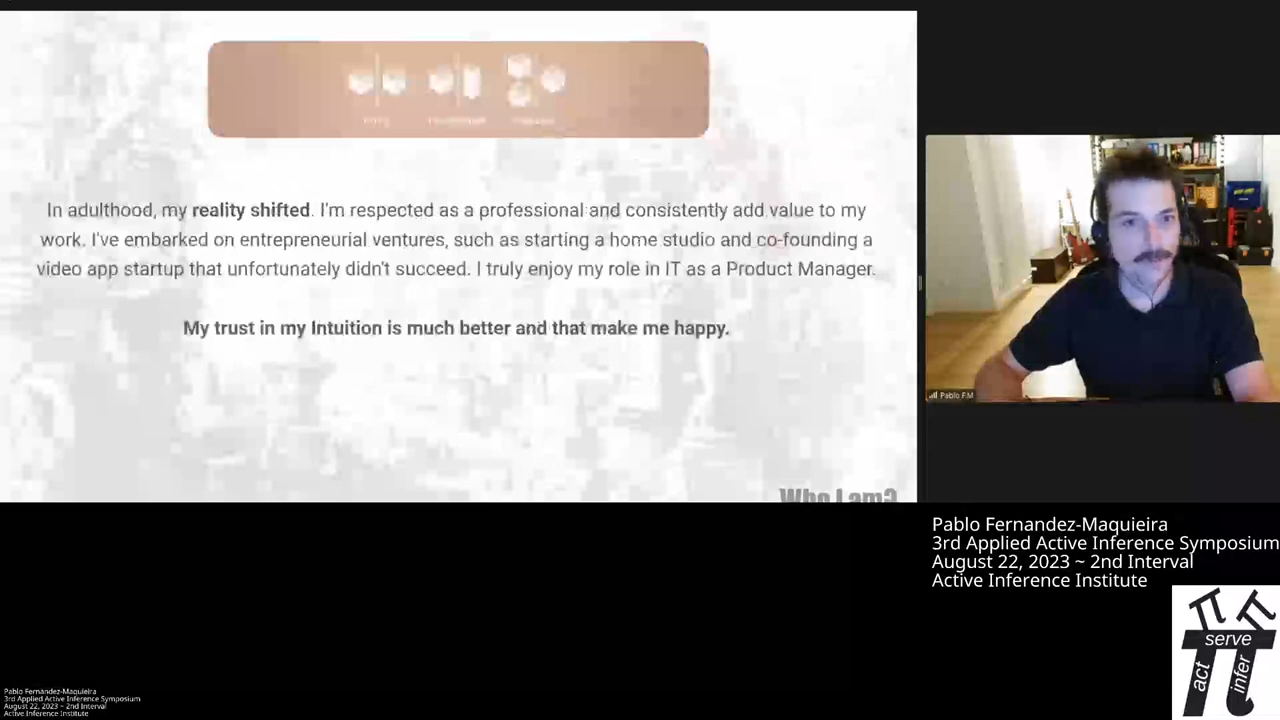 In adulthood, my reality shifted. I'm respected as a professional and consistently add value to my
work. I've embarked on entrepreneurial ventures, such as starting a home studio and co-founding a
video app startup that unfortunately didn't succeed. I truly enjoy my role in IT as a Product Manager.
My trust in my Intuition is much better and that make me happy.
Who I am?
Pablo F.M
Pablo Fernandez-Maquieira
3rd Applied Active Inference Symposium
August 22, 2023 ~ 2nd Interval
Active Inference Institute
act
serve
infer
Pablo Fernandez-Maquieira
3rd Applied Active Inference Symposium
August 22, 2023 ~ 2nd Interval
Active Inference Institute